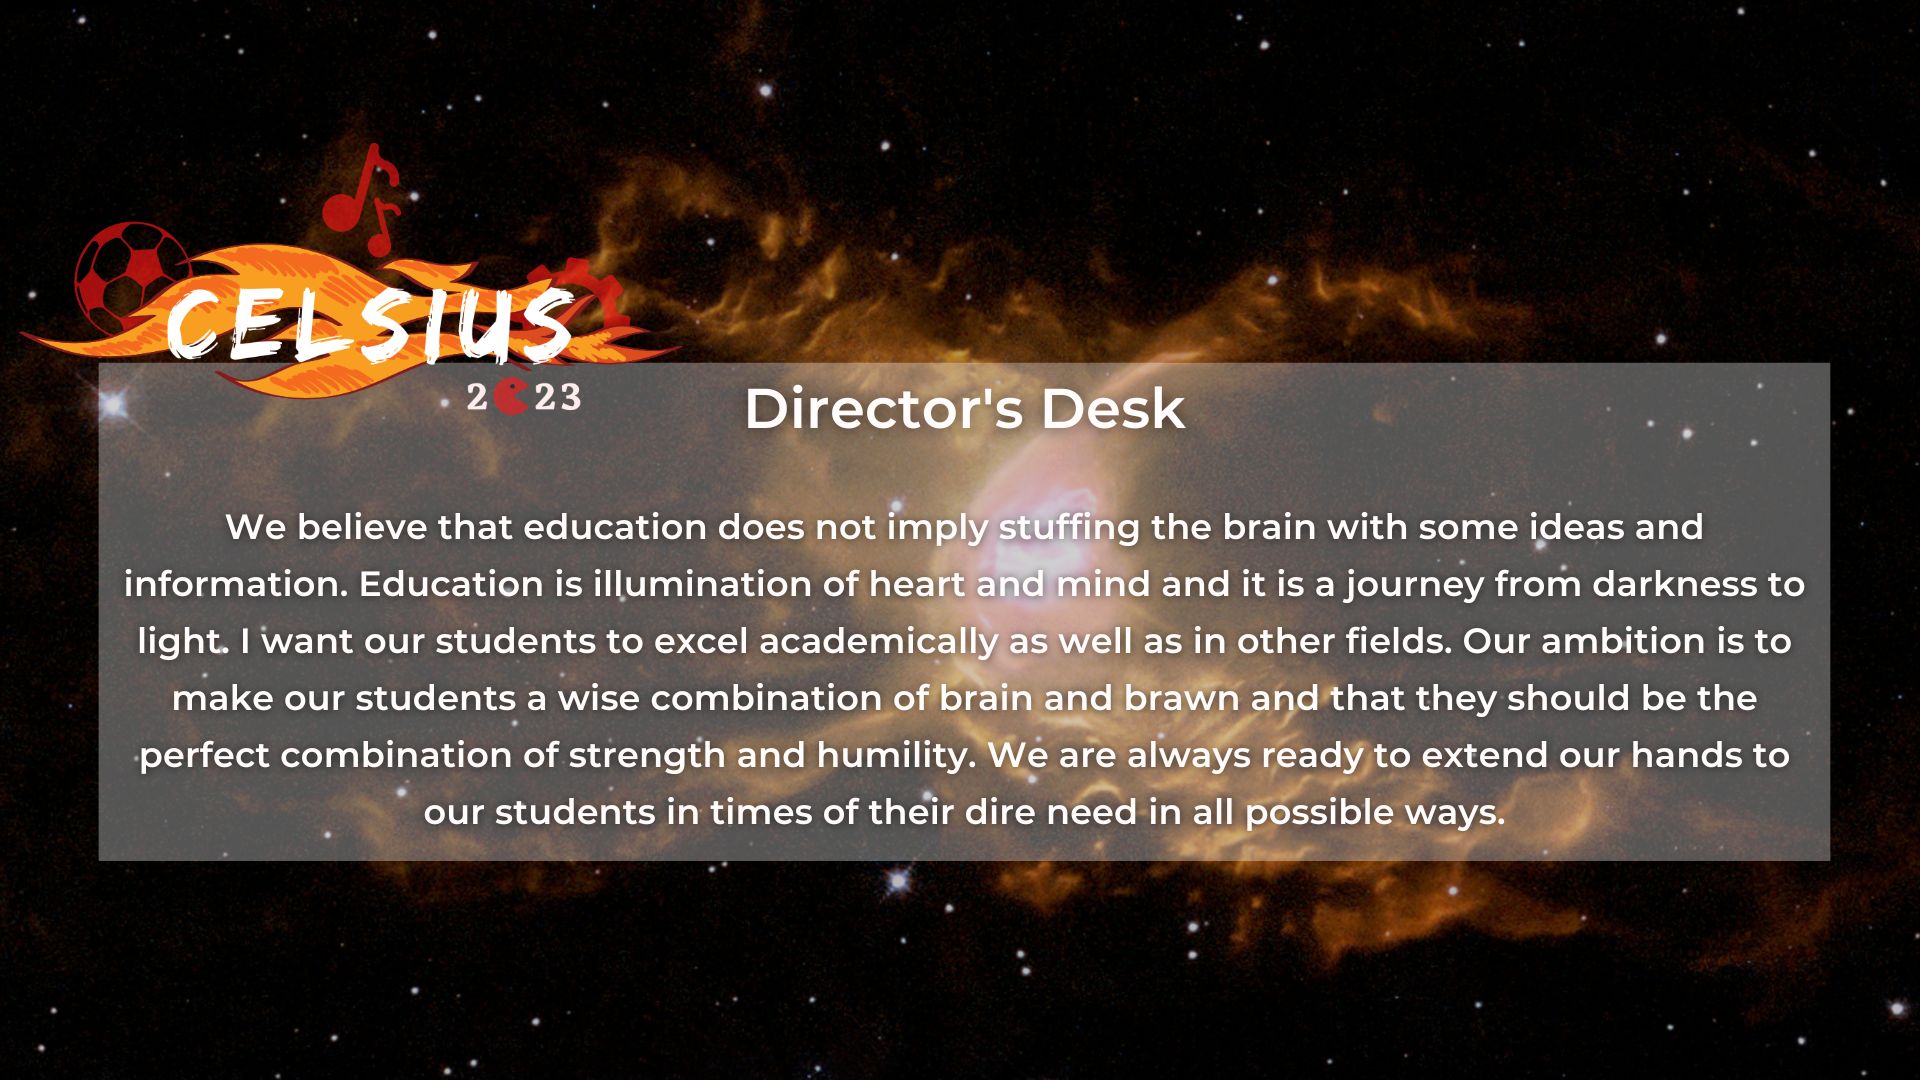 CELSIUS
2023
Director's Desk
We believe that education does not imply stuffing the brain with some ideas and
information. Education is illumination of heart and mind and it is a journey from darkness to
light. I want our students to excel academically as well as in other fields. Our ambition is to
make our students a wise combination of brain and brawn and that they should be the
perfect combination of strength and humility. We are always ready to extend our hands to
our students in times of their dire need in all possible ways.